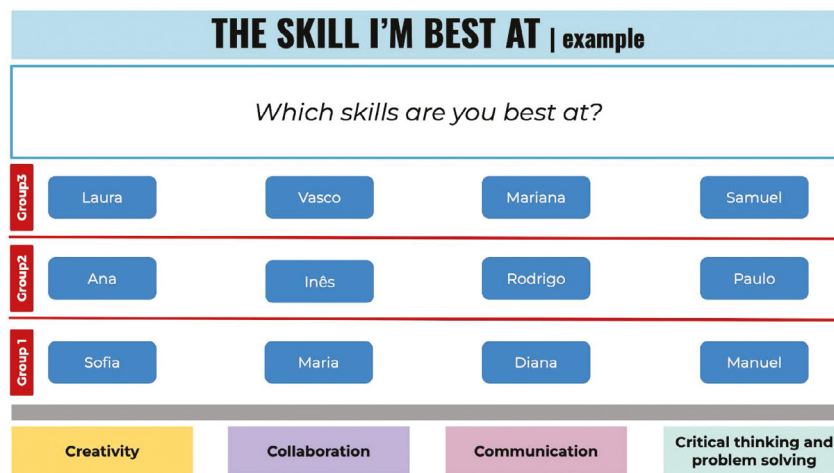 THE SKILL I'M BEST AT | example
Which skills are you best at?
Group3
Laura
Vasco
Mariana
Samuel
Group2
Ana
Inês
Rodrigo
Paulo
Group 1
Sofia
Maria
Diana
Manuel
Creativity
Collaboration
Communication
Critical thinking and
problem solving